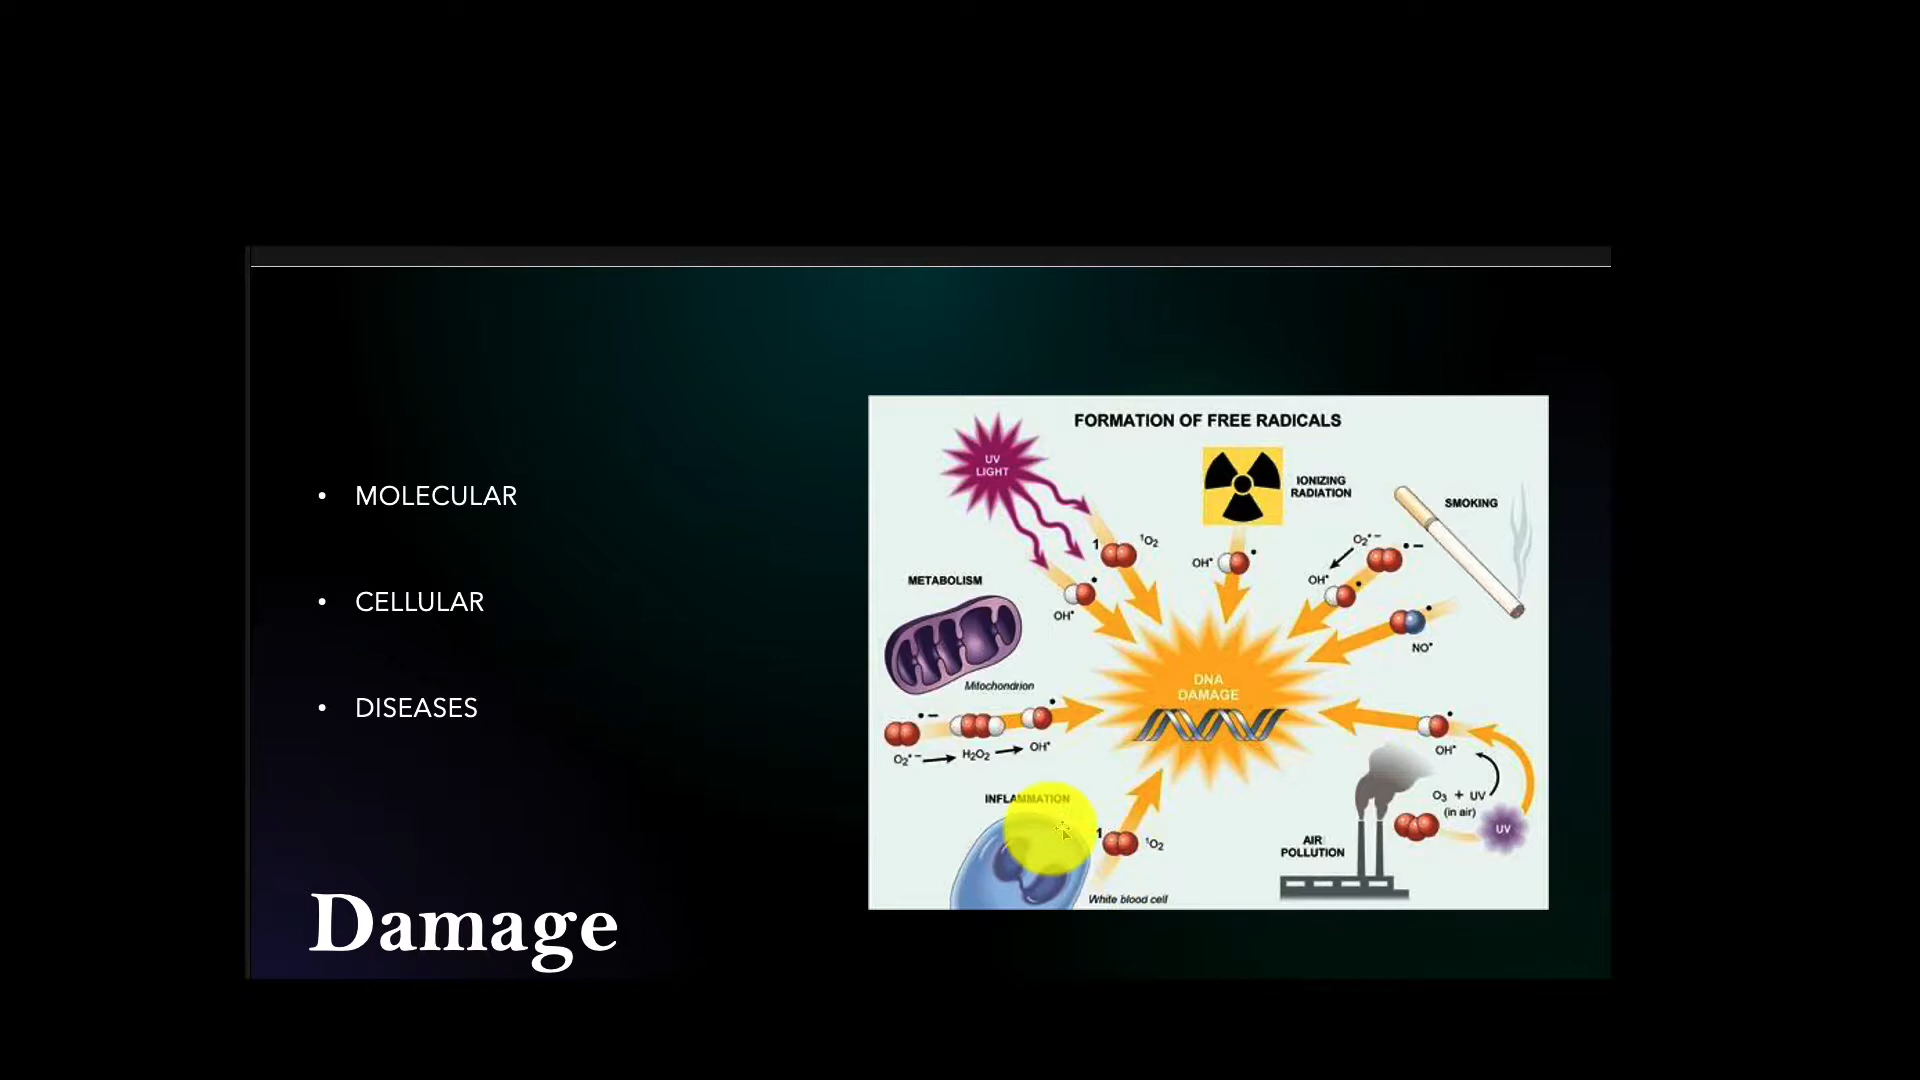 • MOLECULAR
• CELLULAR
• DISEASES
Damage
FORMATION OF FREE RADICALS
UV
LIGHT
IONIZING
RADIATION
SMOKING
1
¹O₂
OH•
OH•
O₂•−
OH•
NO•
METABOLISM
Mitochondrion
O₂•− → H₂O₂ → OH•
DNA
DAMAGE
OH•
O₃ + UV
(in air)
UV
AIR
POLLUTION
INFLAMMATION
1
¹O₂
White blood cell